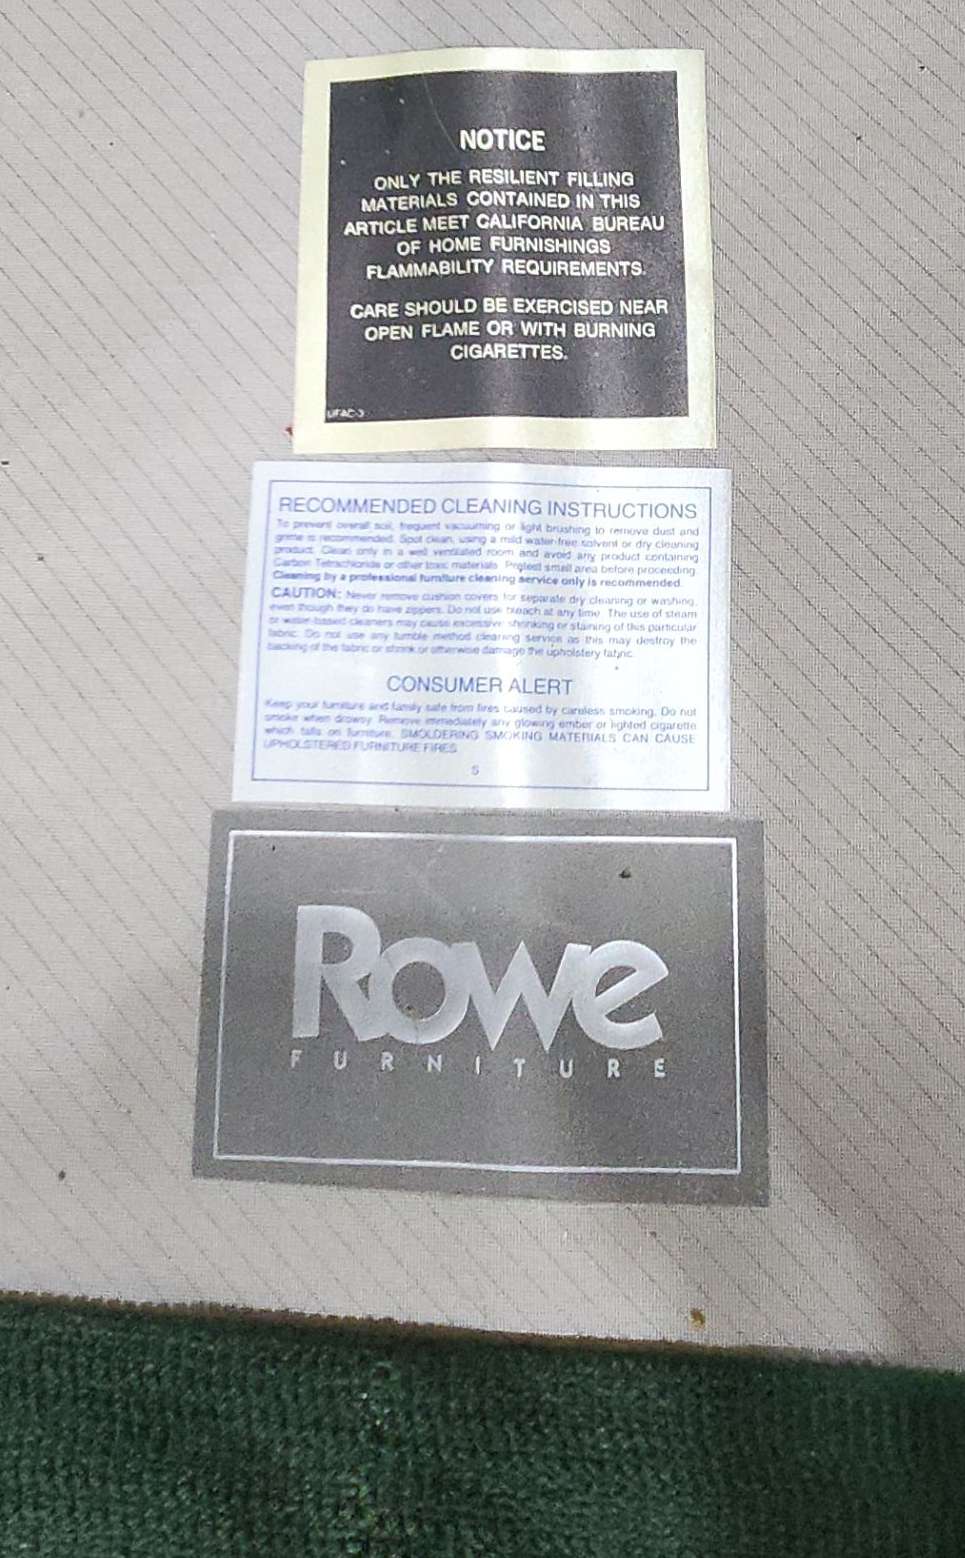 NOTICE
ONLY THE RESILIENT FILLING
MATERIALS CONTAINED IN THIS
ARTICLE MEET CALIFORNIA BUREAU
OF HOME FURNISHINGS
FLAMMABILITY REQUIREMENTS.
CARE SHOULD BE EXERCISED NEAR
OPEN FLAME OR WITH BURNING
CIGARETTES.
UFAC-3
RECOMMENDED CLEANING INSTRUCTIONS
To prevent overall soil, frequent vacuuming or light brushing to remove dust and
grime is recommended. Spot clean, using a mild water-free solvent or dry cleaning
product. Clean only in a well ventilated room and avoid any product containing
Carbon Tetrachloride or other toxic materials. Pretest small area before proceeding.
Cleaning by a professional furniture cleaning service only is recommended.
CAUTION: Never remove cushion covers for separate dry cleaning or washing,
even though they do have zippers. Do not use bleach at any time. The use of steam
or water-based cleaners may cause excessive shrinking or staining of this particular
fabric. Do not use any tumble method cleaning service as this may destroy the
backing of the fabric or shrink or otherwise damage the upholstery fabric.
CONSUMER ALERT
Keep your furniture and family safe from fires caused by careless smoking. Do not
smoke when drowsy. Remove immediately any glowing ember or lighted cigarette
which falls on furniture. SMOLDERING SMOKING MATERIALS CAN CAUSE
UPHOLSTERED FURNITURE FIRES
S
Rowe
FURNITURE